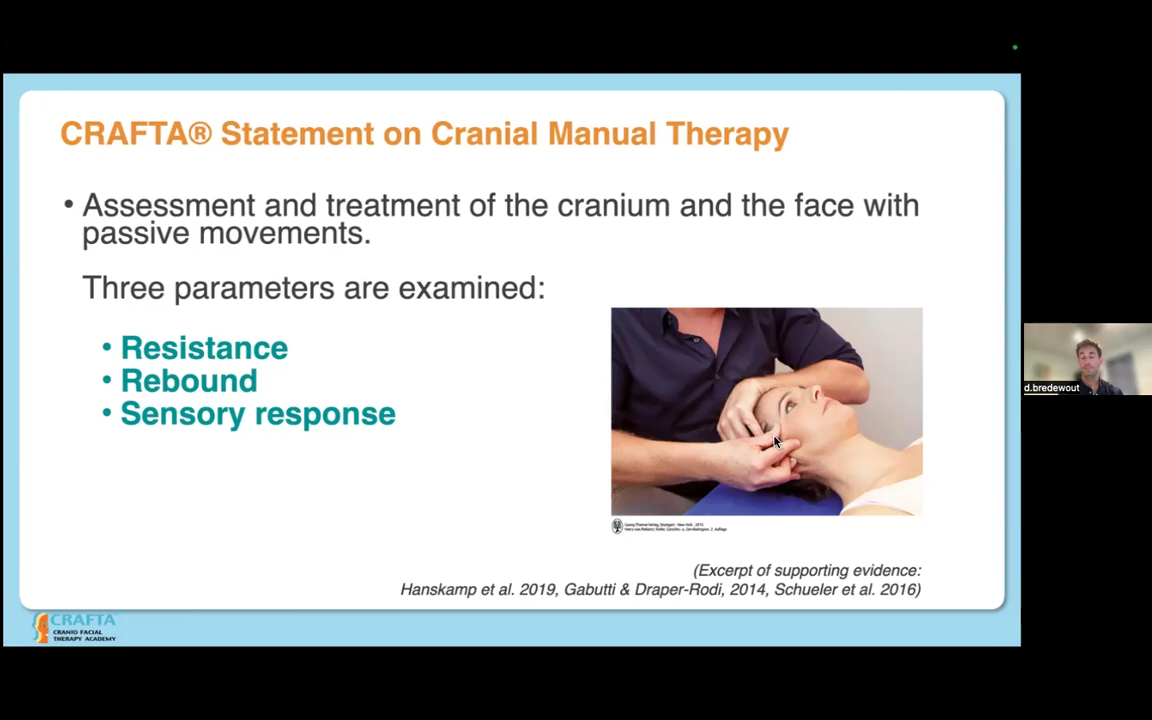 CRAFTA® Statement on Cranial Manual Therapy
• Assessment and treatment of the cranium and the face with
passive movements.
Three parameters are examined:
• Resistance
• Rebound
• Sensory response
d.bredewout
(Excerpt of supporting evidence:
Hanskamp et al. 2019, Gabutti & Draper-Rodi, 2014, Schueler et al. 2016)
CRAFTA
CRANIO FACIAL
THERAPY ACADEMY